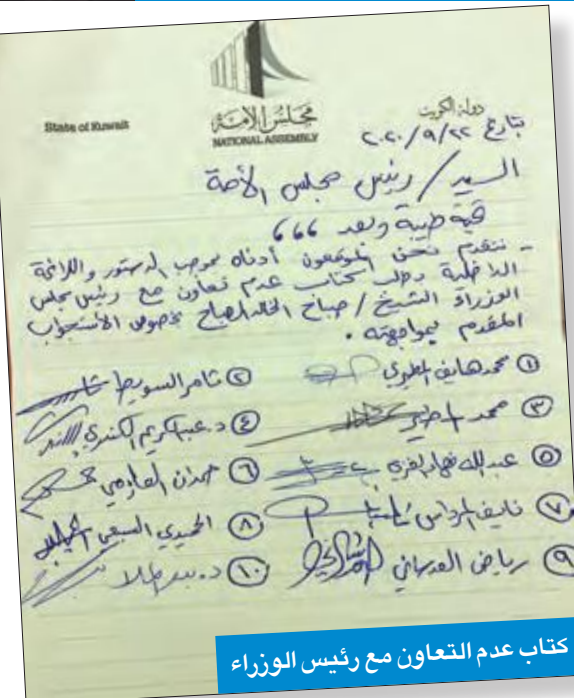 State of Kuwait
دولة الكويت
مجلس الأمة
NATIONAL ASSEMBLY
بتاريخ ٢٠٢٠/٩/٢٢
السيد / رئيس مجلس الأمة
تحية طيبة وبعد ،،،
- نتقدم نحن الموقعون أدناه بموجب الدستور واللائحة
الداخلية بطلب كتاب عدم تعاون مع رئيس مجلس
الوزراء الشيخ / صباح الخالد الصباح بخصوص الأستجواب
المقدم بمواجهته .
① محمد هايف المطيري ② ثامر السويط
③ محمد ④ د. عبدالكريم الكندري
⑤ عبدالله فهاد العنزي ⑥ حمدان العازمي
⑦ نايف المرداس ⑧ الحميدي السبيعي
⑨ رياض العدساني ⑩ د. بدر الملا
كتاب عدم التعاون مع رئيس الوزراء